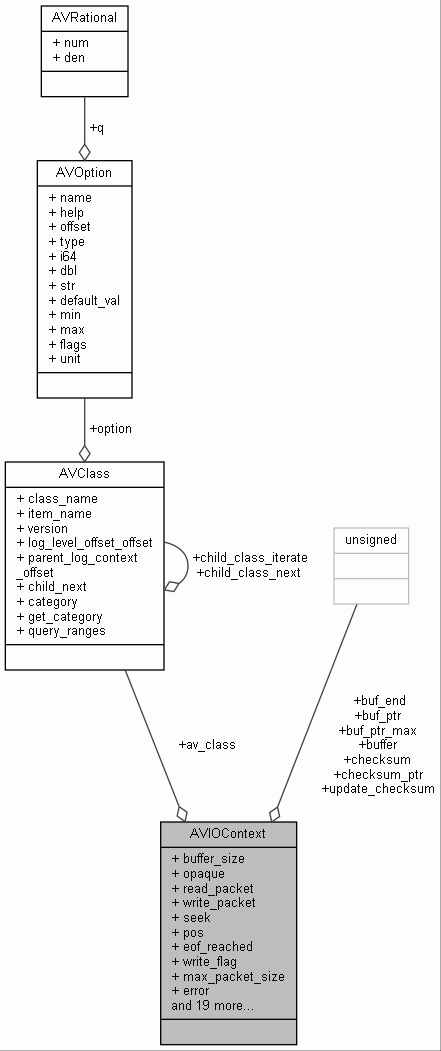 AVRational
+ num
+ den
+q
AVOption
+ name
+ help
+ offset
+ type
+ i64
+ dbl
+ str
+ default_val
+ min
+ max
+ flags
+ unit
+option
AVClass
+ class_name
+ item_name
+ version
+ log_level_offset_offset
+ parent_log_context
_offset
+ child_next
+ category
+ get_category
+ query_ranges
+child_class_iterate
+child_class_next
unsigned
+av_class
+buf_end
+buf_ptr
+buf_ptr_max
+buffer
+checksum
+checksum_ptr
+update_checksum
AVIOContext
+ buffer_size
+ opaque
+ read_packet
+ write_packet
+ seek
+ pos
+ eof_reached
+ write_flag
+ max_packet_size
+ error
and 19 more...